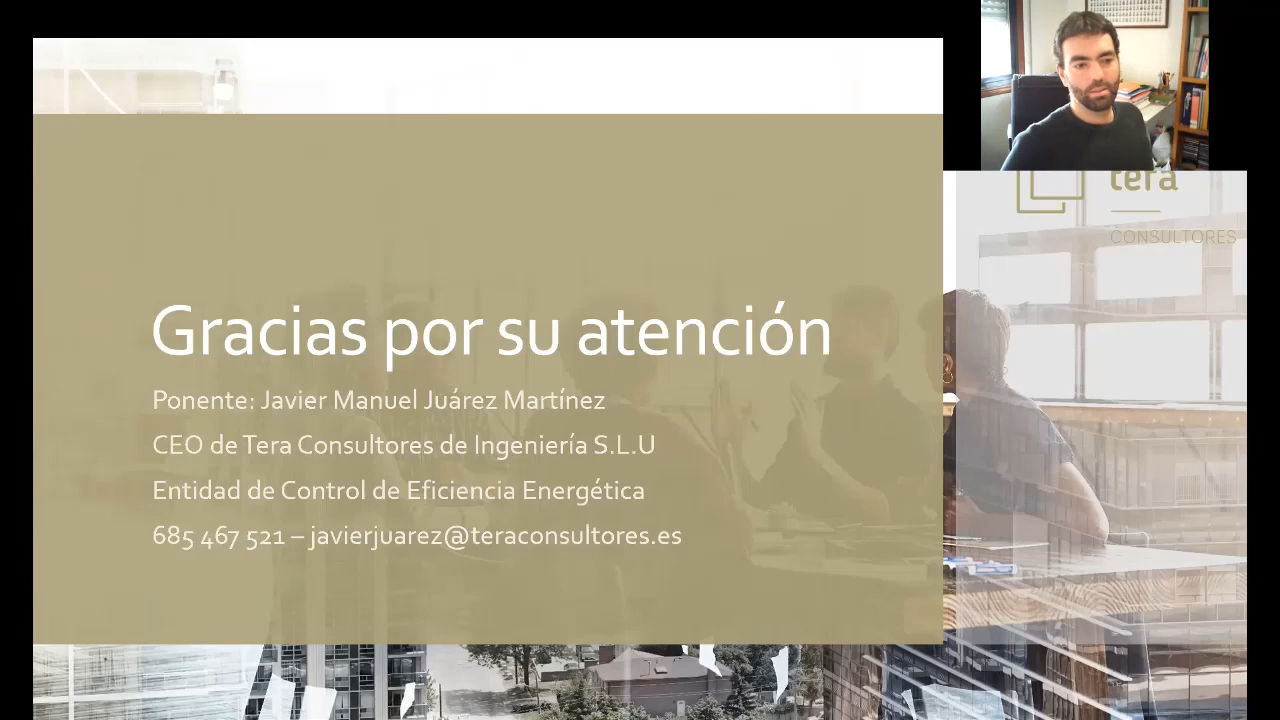 tera
CONSULTORES
Gracias por su atención
Ponente: Javier Manuel Juárez Martínez
CEO de Tera Consultores de Ingeniería S.L.U
Entidad de Control de Eficiencia Energética
685 467 521 – javierjuarez@teraconsultores.es